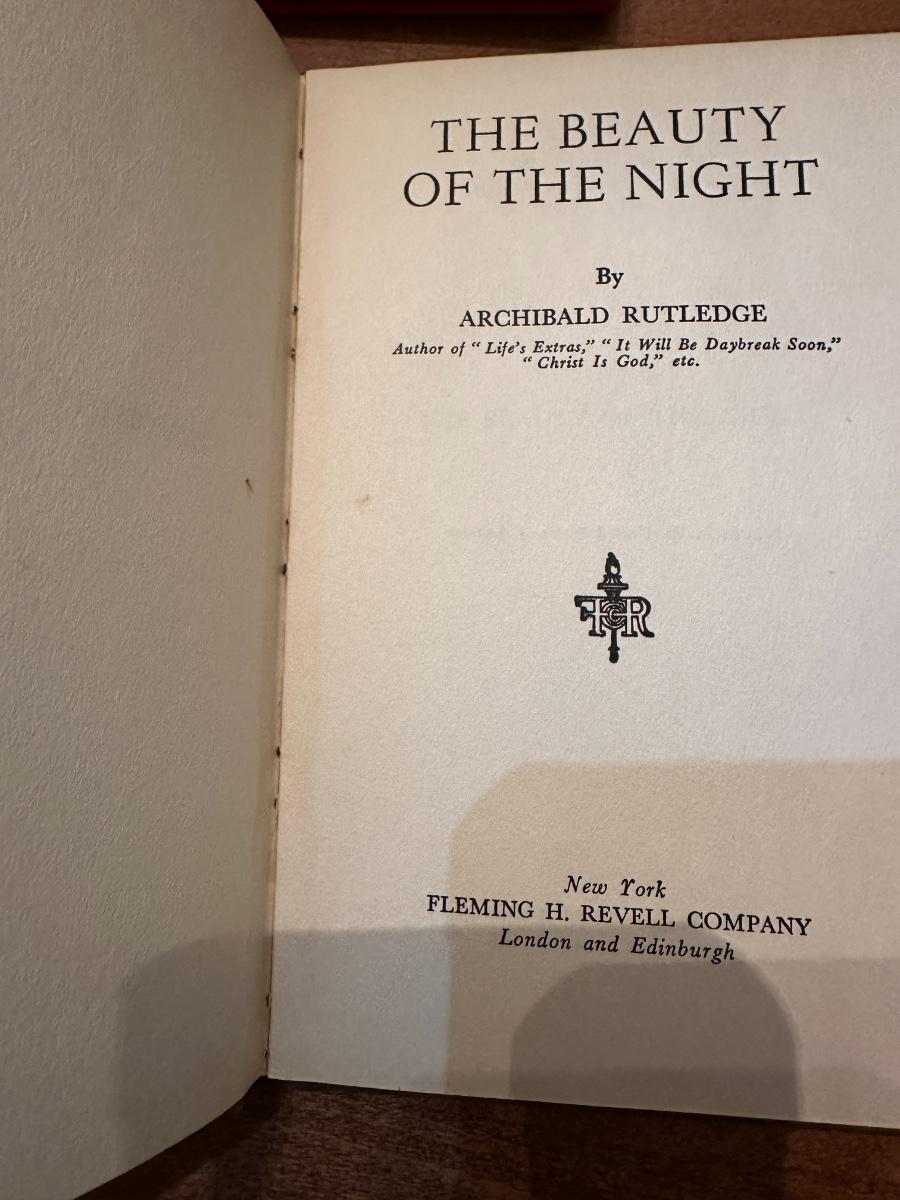 THE BEAUTY
OF THE NIGHT
By
ARCHIBALD RUTLEDGE
Author of “ Life's Extras,” “ It Will Be Daybreak Soon,”
“ Christ Is God,” etc.
New York
FLEMING H. REVELL COMPANY
London and Edinburgh